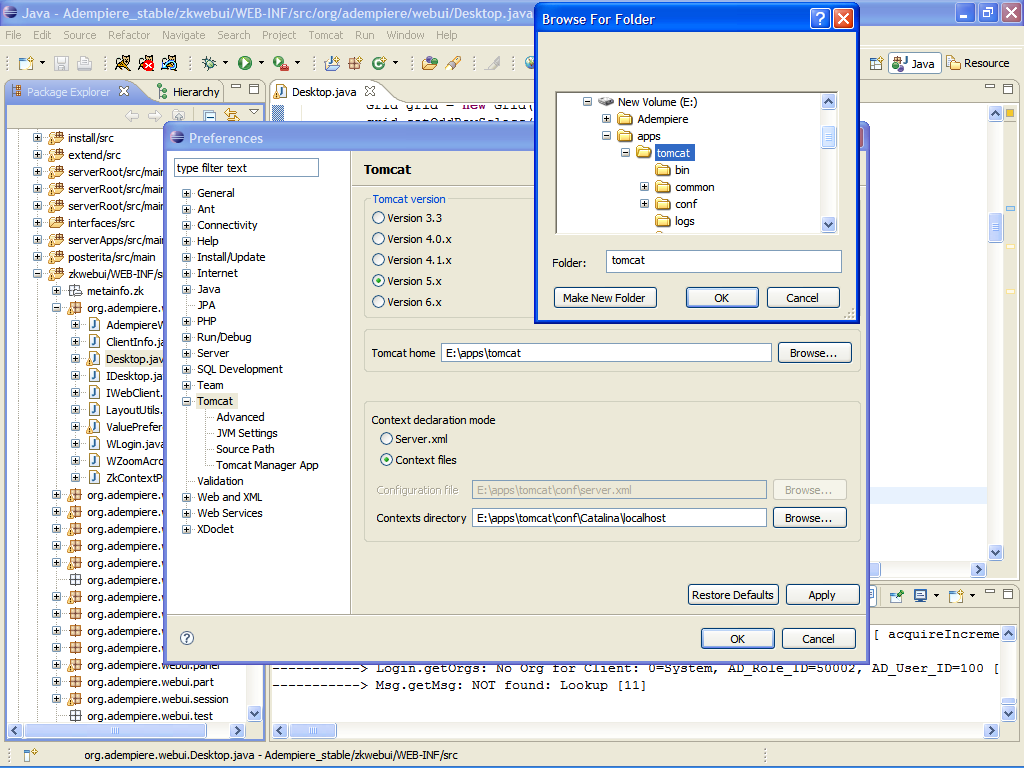 Java - Adempiere_stable/zkwebui/WEB-INF/src/org/adempiere/webui/Desktop.java
File Edit Source Refactor Navigate Search Project Tomcat Run Window Help
Java
Resource
Package Explorer
Hierarchy
install/src
extend/src
serverRoot/src/mair
serverRoot/src/mair
serverRoot/src/mair
interfaces/src
serverApps/src/mair
posterita/src/main
zkwebui/WEB-INF/s
metainfo.zk
org.adempiere.w
AdempiereW
ClientInfo.ja
Desktop.jav
IDesktop.ja
IWebClient.
LayoutUtils.
ValuePrefer
WLogin.java
WZoomAcro
ZkContextP
org.adempiere.w
org.adempiere.w
org.adempiere.w
org.adempiere.w
org.adempiere.w
org.adempiere.w
org.adempiere.w
org.adempiere.w
org.adempiere.w
org.adempiere.w
org.adempiere.webui.panel
org.adempiere.webui.part
org.adempiere.webui.session
org.adempiere.webui.test
Desktop.java
Grid grid = new Grid(
Preferences
type filter text
General
Ant
Connectivity
Help
Install/Update
Internet
Java
JPA
PHP
Run/Debug
Server
SQL Development
Team
Tomcat
Advanced
JVM Settings
Source Path
Tomcat Manager App
Validation
Web and XML
Web Services
XDoclet
Tomcat
Tomcat version
Version 3.3
Version 4.0.x
Version 4.1.x
Version 5.x
Version 6.x
Tomcat home E:\apps\tomcat Browse...
Context declaration mode
Server.xml
Context files
Configuration file E:\apps\tomcat\conf\server.xml Browse...
Contexts directory E:\apps\tomcat\conf\Catalina\localhost Browse...
Restore Defaults Apply
OK Cancel
Browse For Folder
New Volume (E:)
Adempiere
apps
tomcat
bin
common
conf
logs
Folder: tomcat
Make New Folder OK Cancel
[ acquireIncreme
-----------> Login.getOrgs: No Org for Client: 0=System, AD_Role_ID=50002, AD_User_ID=100 [
-----------> Msg.getMsg: NOT found: Lookup [11]
org.adempiere.webui.Desktop.java - Adempiere_stable/zkwebui/WEB-INF/src